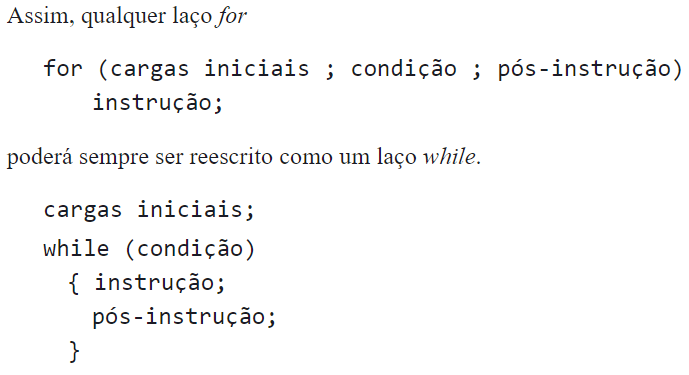 Assim, qualquer laço for
for (cargas iniciais ; condição ; pós-instrução)
instrução;
poderá sempre ser reescrito como um laço while.
cargas iniciais;
while (condição)
{ instrução;
pós-instrução;
}